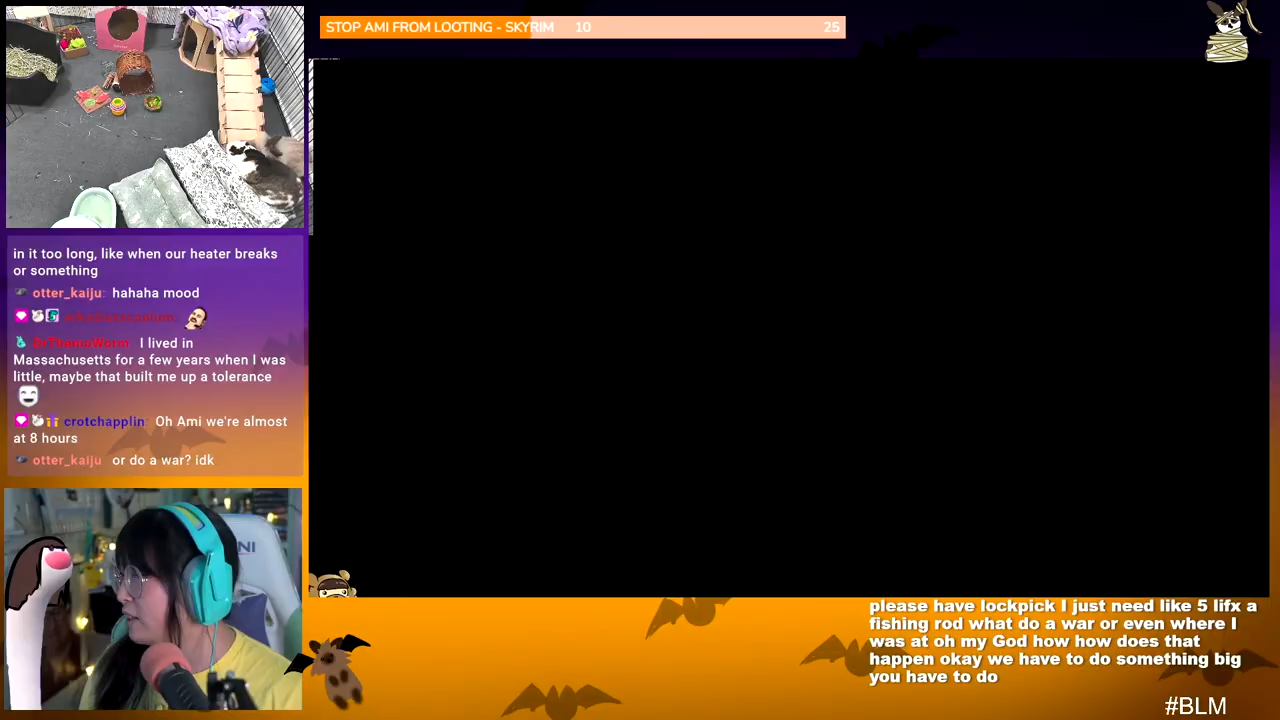 STOP AMI FROM LOOTING - SKYRIM 10 25
in it too long, like when our heater breaks
or something
otter_kaiju: hahaha mood
DrThomsWorm: I lived in
Massachusetts for a few years when I was
little, maybe that built me up a tolerance
crotchapplin: Oh Ami we're almost
at 8 hours
otter_kaiju: or do a war? idk
NI
please have lockpick I just need like 5 lifx a
fishing rod what do a war or even where I
was at oh my God how how does that
happen okay we have to do something big
you have to do
#BLM